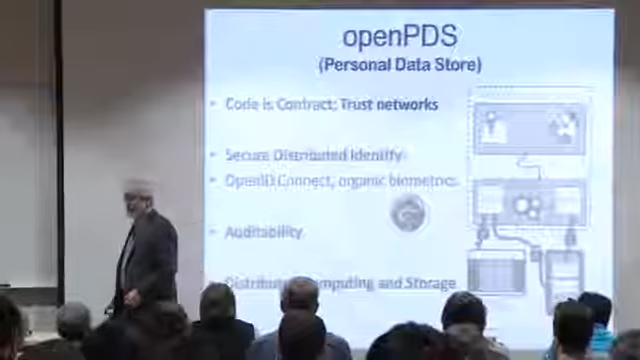 openPDS
(Personal Data Store)
• Code is Contract; Trust networks
• Secure Distributed Identify
• OpenID Connect, organic biometrics
• Auditability
Computing and Storage